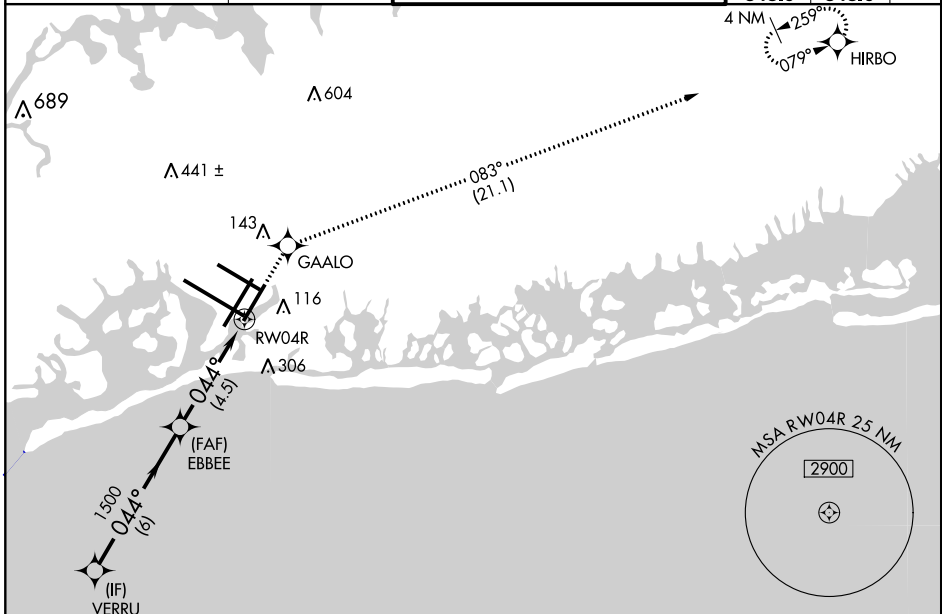 4 NM
259°
079°
HIRBO
689
604
441 ±
083°
(21.1)
143
GAALO
116
RW04R
306
044°
(4.5)
(FAF)
EBBEE
1500
044°
(6)
(IF)
VERRU
MSA RW04R 25 NM
2900